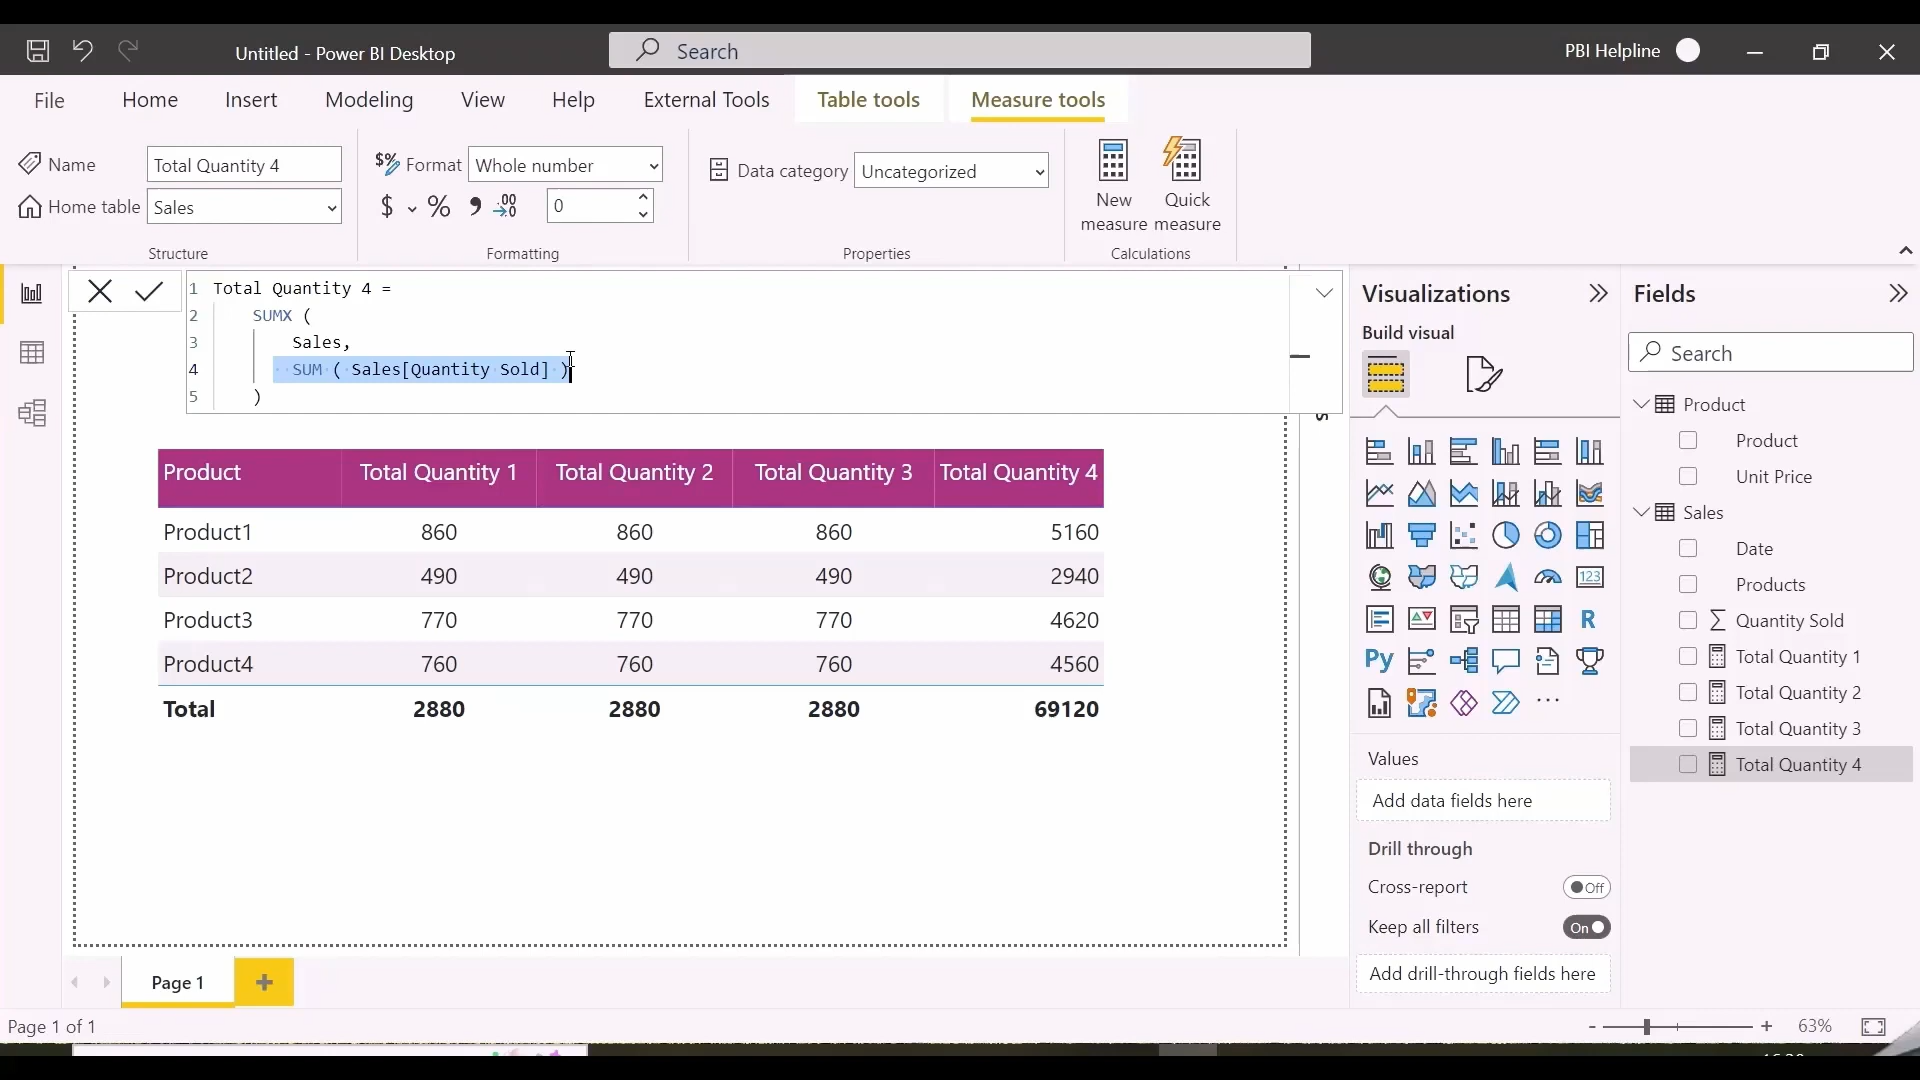 Untitled - Power BI Desktop
Search
PBI Helpline
File Home Insert Modeling View Help External Tools Table tools Measure tools
Name Total Quantity 4
Home table Sales
Structure
$% Format Whole number
$ % 9 .00 0
Formatting
Data category Uncategorized
Properties
New measure
Quick measure
Calculations
1 Total Quantity 4 =
2 SUMX (
3 Sales,
4 SUM ( Sales[Quantity Sold] )
5 )
Product Total Quantity 1 Total Quantity 2 Total Quantity 3 Total Quantity 4
Product1 860 860 860 5160
Product2 490 490 490 2940
Product3 770 770 770 4620
Product4 760 760 760 4560
Total 2880 2880 2880 69120
Visualizations
Build visual
123
R
Py
Values
Add data fields here
Drill through
Cross-report Off
Keep all filters On
Add drill-through fields here
Fields
Search
Product
Product
Unit Price
Sales
Date
Products
Quantity Sold
Total Quantity 1
Total Quantity 2
Total Quantity 3
Total Quantity 4
Page 1
Page 1 of 1
- + 63%